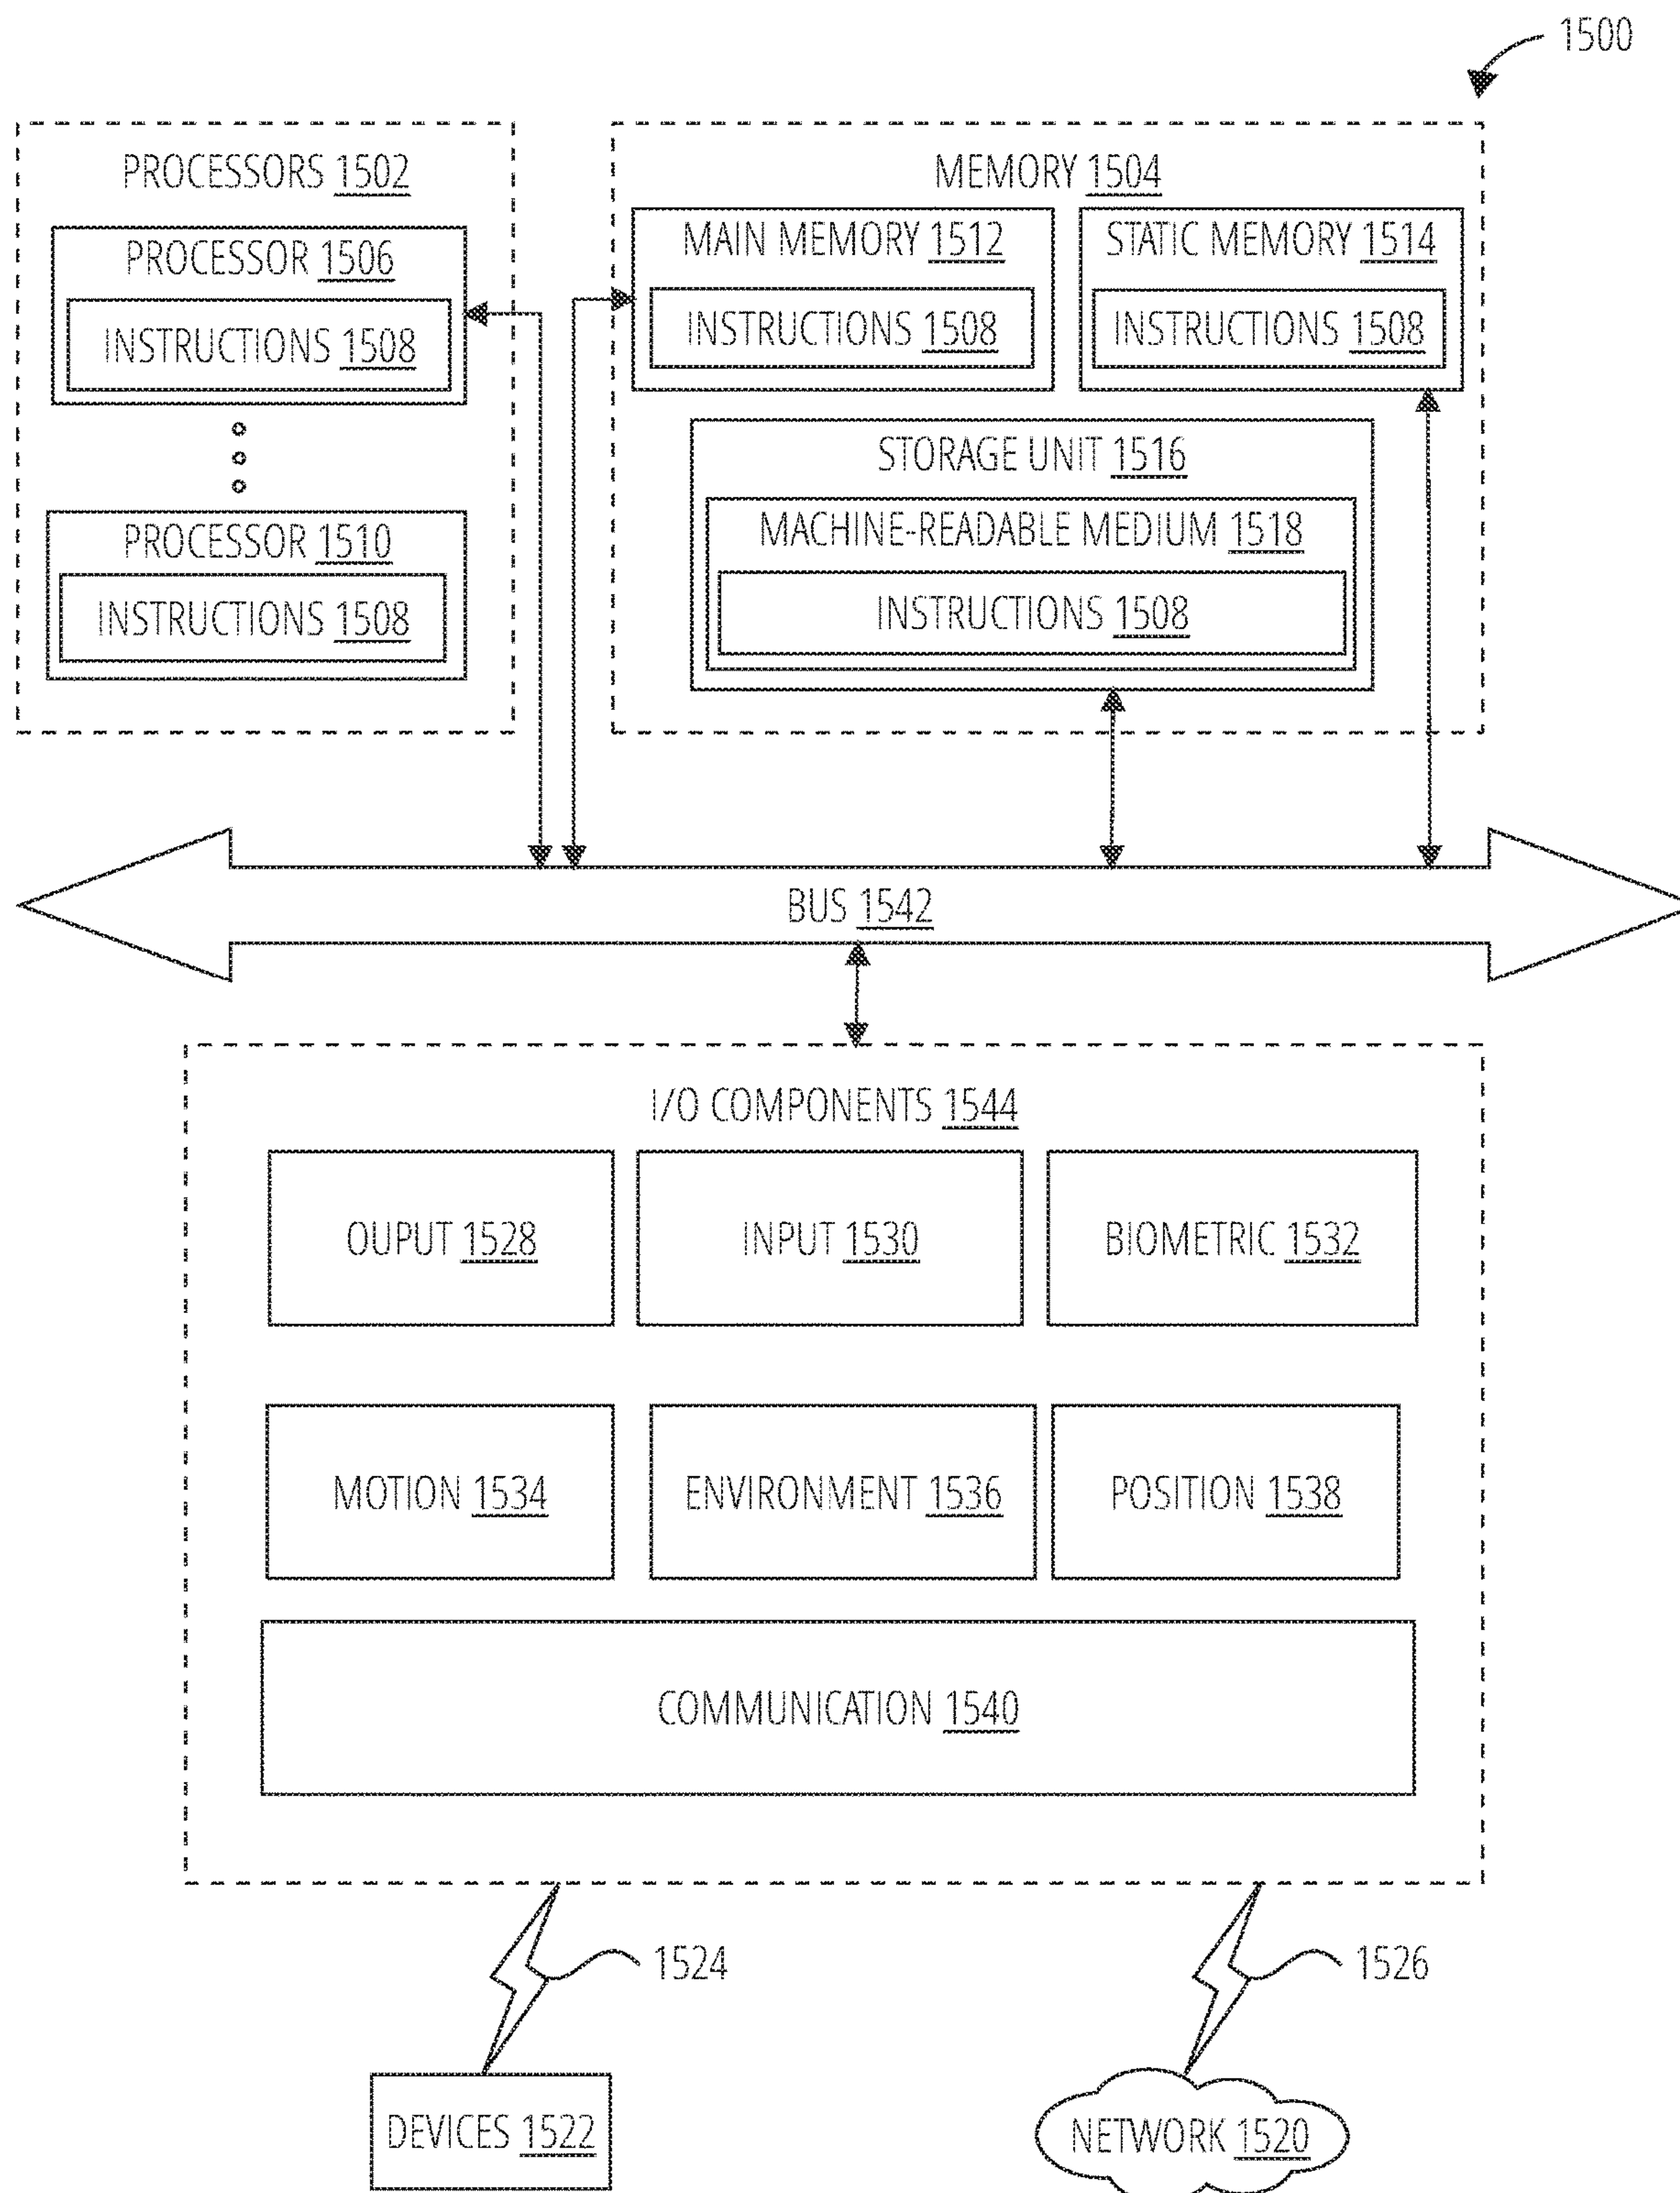 1500
PROCESSORS 1502
PROCESSOR 1506
INSTRUCTIONS 1508
PROCESSOR 1510
INSTRUCTIONS 1508
MEMORY 1504
MAIN MEMORY 1512
INSTRUCTIONS 1508
STATIC MEMORY 1514
INSTRUCTIONS 1508
STORAGE UNIT 1516
MACHINE-READABLE MEDIUM 1518
INSTRUCTIONS 1508
BUS 1542
I/O COMPONENTS 1544
OUPUT 1528
INPUT 1530
BIOMETRIC 1532
MOTION 1534
ENVIRONMENT 1536
POSITION 1538
COMMUNICATION 1540
1524
1526
DEVICES 1522
NETWORK 1520